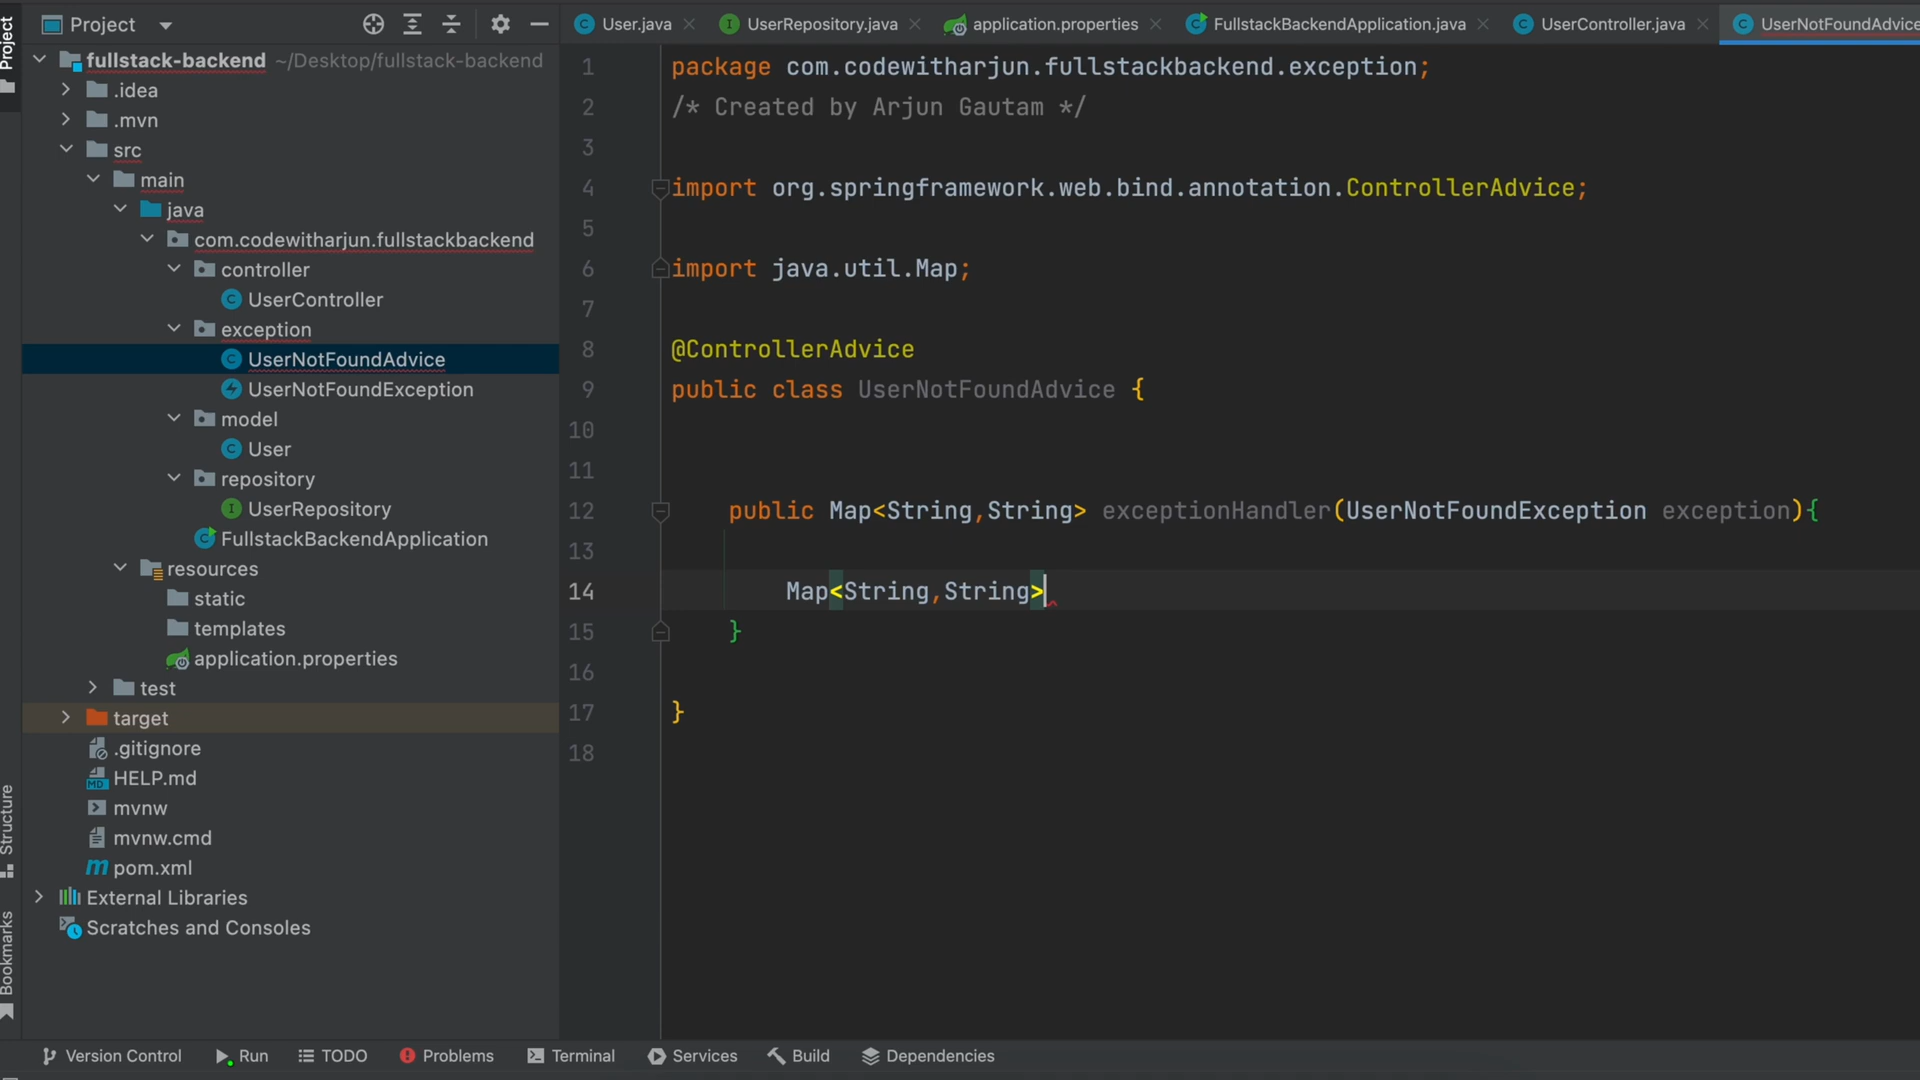 Project
User.java
UserRepository.java
application.properties
FullstackBackendApplication.java
UserController.java
UserNotFoundAdvice
Project
fullstack-backend ~/Desktop/fullstack-backend
.idea
.mvn
src
main
java
com.codewitharjun.fullstackbackend
controller
UserController
exception
UserNotFoundAdvice
UserNotFoundException
model
User
repository
UserRepository
FullstackBackendApplication
resources
static
templates
application.properties
test
target
.gitignore
HELP.md
mvnw
mvnw.cmd
pom.xml
External Libraries
Scratches and Consoles
Structure
Bookmarks
1 package com.codewitharjun.fullstackbackend.exception;
2 /* Created by Arjun Gautam */
3
4 import org.springframework.web.bind.annotation.ControllerAdvice;
5
6 import java.util.Map;
7
8 @ControllerAdvice
9 public class UserNotFoundAdvice {
10
11
12 public Map<String,String> exceptionHandler(UserNotFoundException exception){
13
14 Map<String,String>
15 }
16
17 }
18
Version Control
Run
TODO
Problems
Terminal
Services
Build
Dependencies